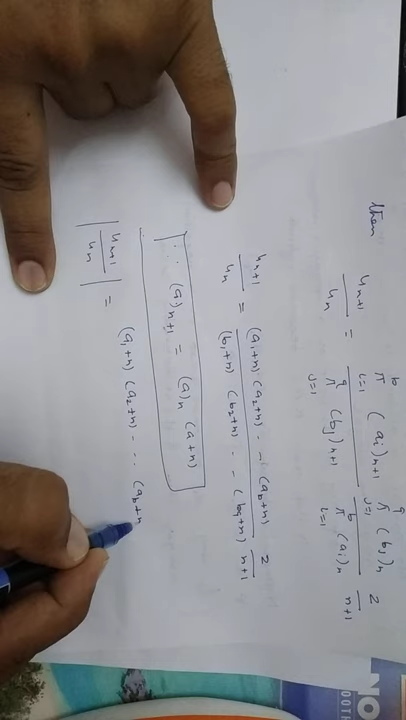 then
u_{n+1}/u_n = ∏_{i=1}^{p} (a_i)_{n+1} / ∏_{j=1}^{q} (b_j)_{n+1} ∏_{j=1}^{q} (b_j)_n / ∏_{i=1}^{p} (a_i)_n z/n+1
u_{n+1}/u_n = (a_1+n) (a_2+n) - - (a_p+n) / (b_1+n) (b_2+n) - - (b_q+n) z/n+1
∵ (a)_{n+1} = (a)_n (a+n)
|u_{n+1}/u_n| = (a_1+n) (a_2+n) - - - (a_p+n
NO